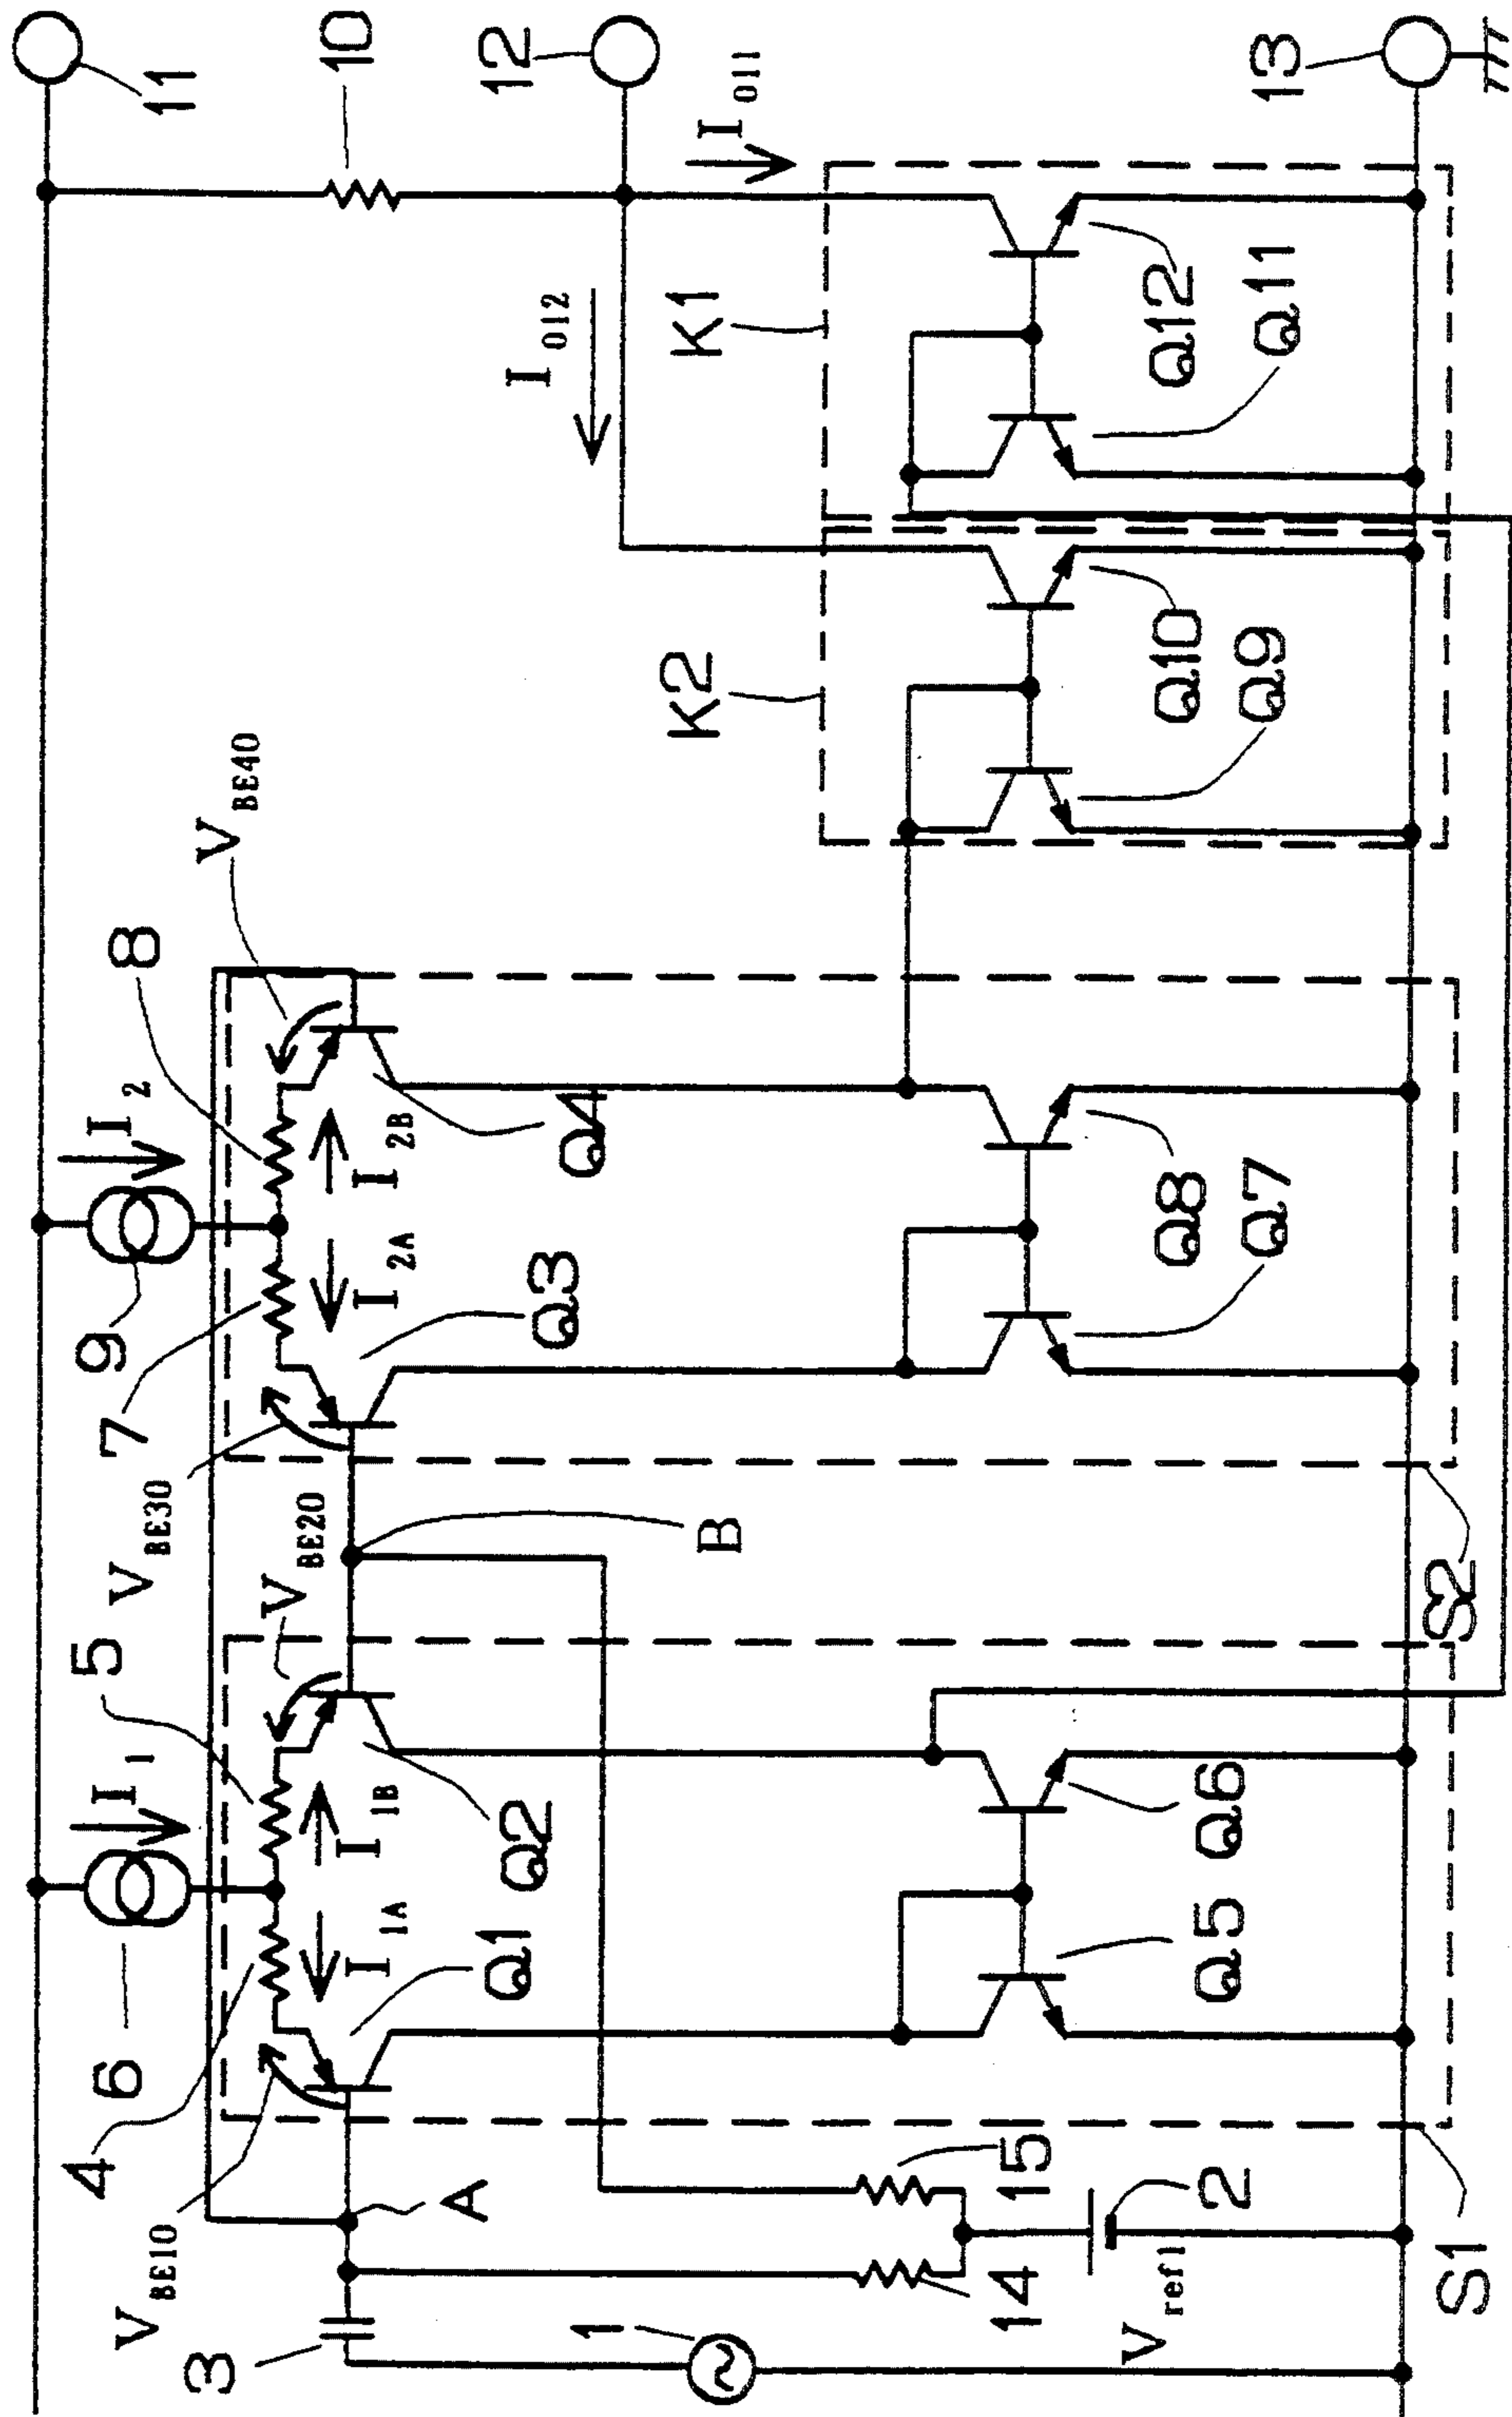 11
10
12
I011
13
I012
K1
Q12
Q11
K2
Q10
Q9
VBE40
8
I2
I2B
Q4
9
I2A
Q3
7
Q8
Q7
VBE30
VBE20
B
S2
5
I1
I1B
Q2
6
I1A
Q1
4
Q6
Q5
VBE10
A
15
2
14
Vref1
S1
3
1